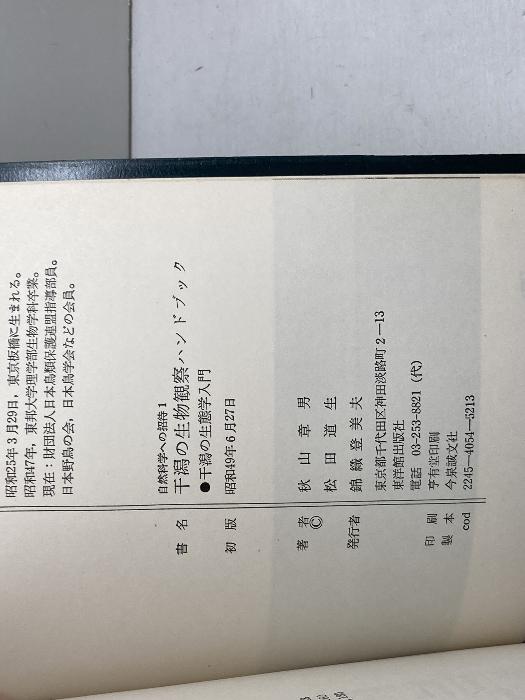 昭和25年3月29日，東京板橋に生まれる。
昭和47年，東邦大学理学部生物学科卒業。
現在：財団法人日本鳥類保護連盟指導部員。
日本野鳥の会，日本鳥学会などの会員。
自然科学への招待1
書名 干潟の生物観察ハンドブック
●干潟の生態学入門
初版 昭和49年6月27日
著者 秋山章男
© 松田道生
発行者 錦織登美夫
東京都千代田区神田淡路町2―13
東洋館出版社
電話 03-253-8821（代）
印刷 亨有堂印刷
製本 今泉誠文社
cod 2245―4054―5213